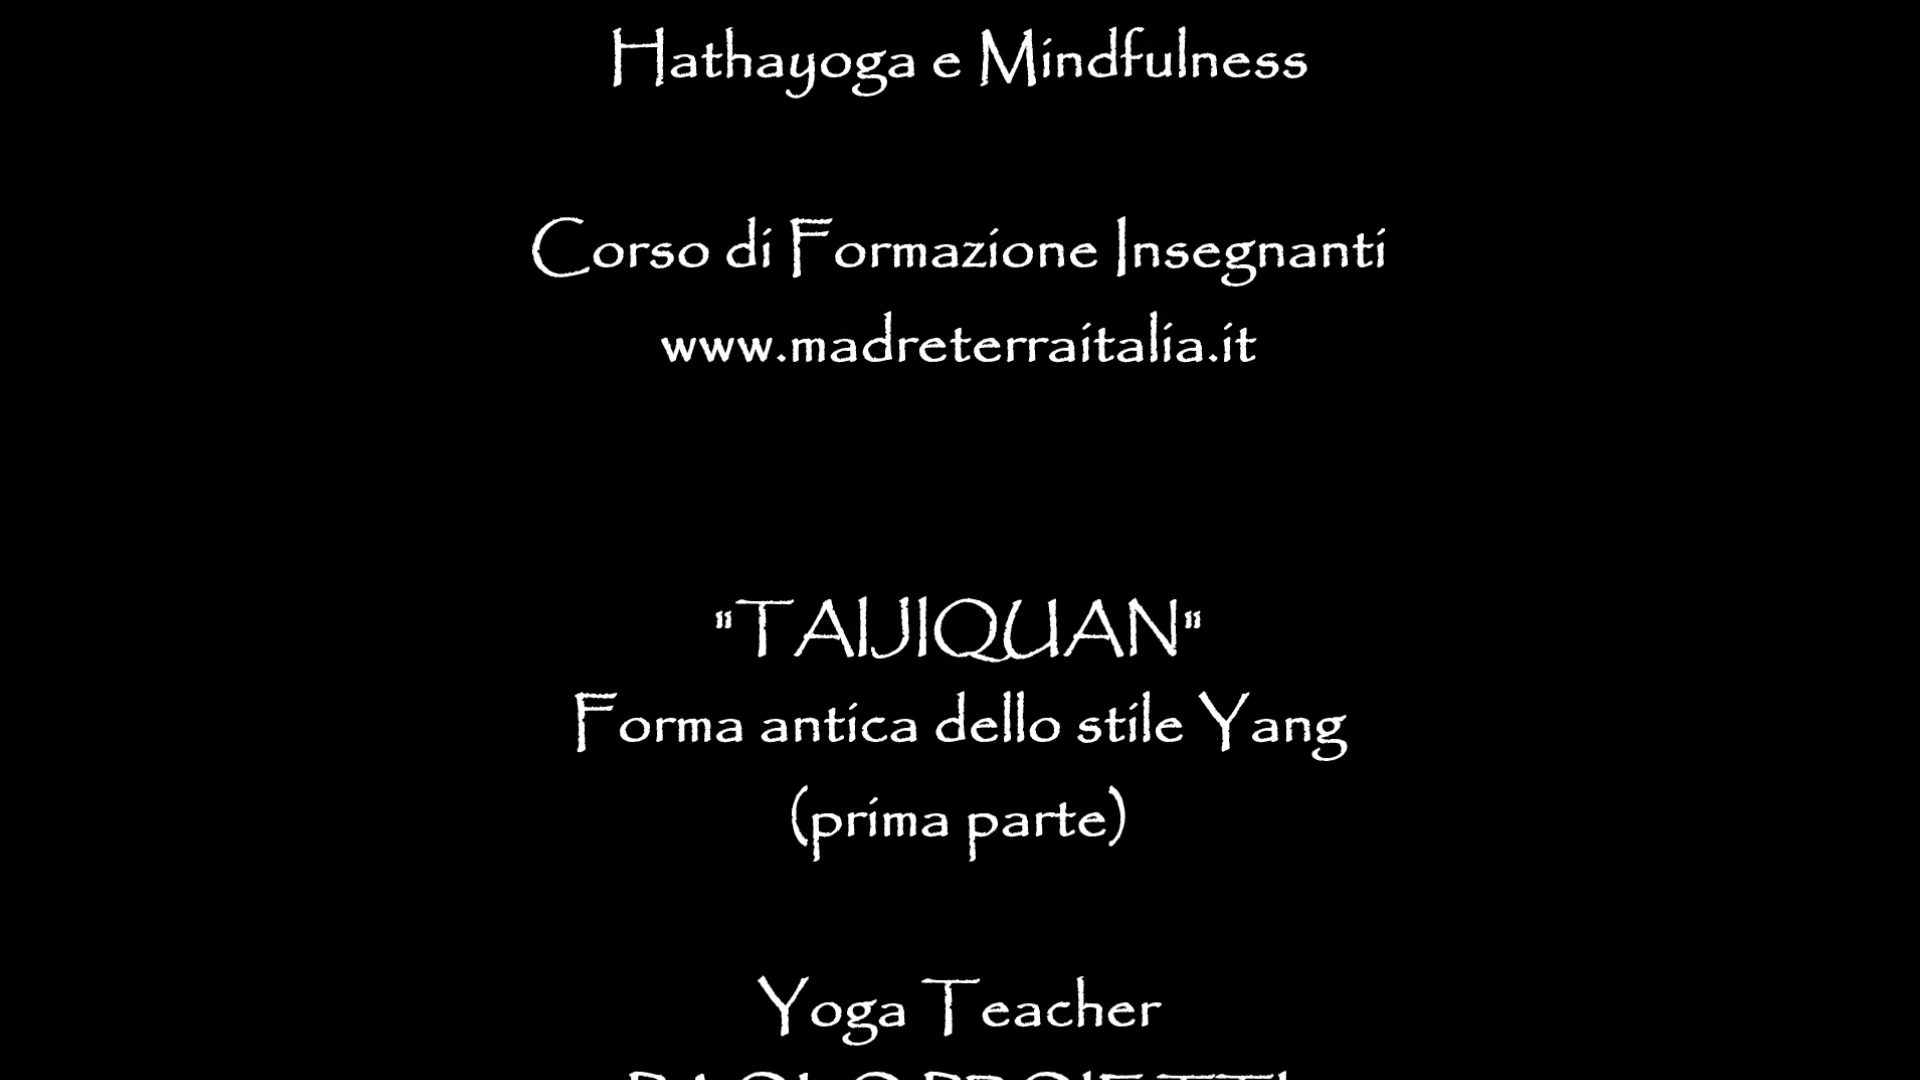 Hathayoga e Mindfulness
Corso di Formazione Insegnanti
www.madreterraitalia.it
"TAIJIQUAN"
Forma antica dello stile Yang
(prima parte)
Yoga Teacher